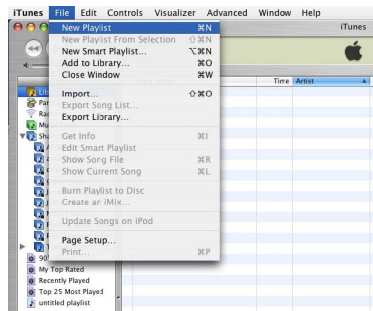 iTunes File Edit Controls Visualizer Advanced Window Help
iTunes
New Playlist ⌘N
New Playlist From Selection ⇧⌘N
New Smart Playlist... ⌥⌘N
Add to Library... ⌘O
Close Window ⌘W
Import... ⇧⌘O
Export Song List...
Export Library...
Get Info ⌘I
Edit Smart Playlist
Show Song File ⌘R
Show Current Song ⌘L
Burn Playlist to Disc
Create an iMix...
Update Songs on iPod
Page Setup...
Print... ⌘P
Time Artist
My Top Rated
Recently Played
Top 25 Most Played
untitled playlist